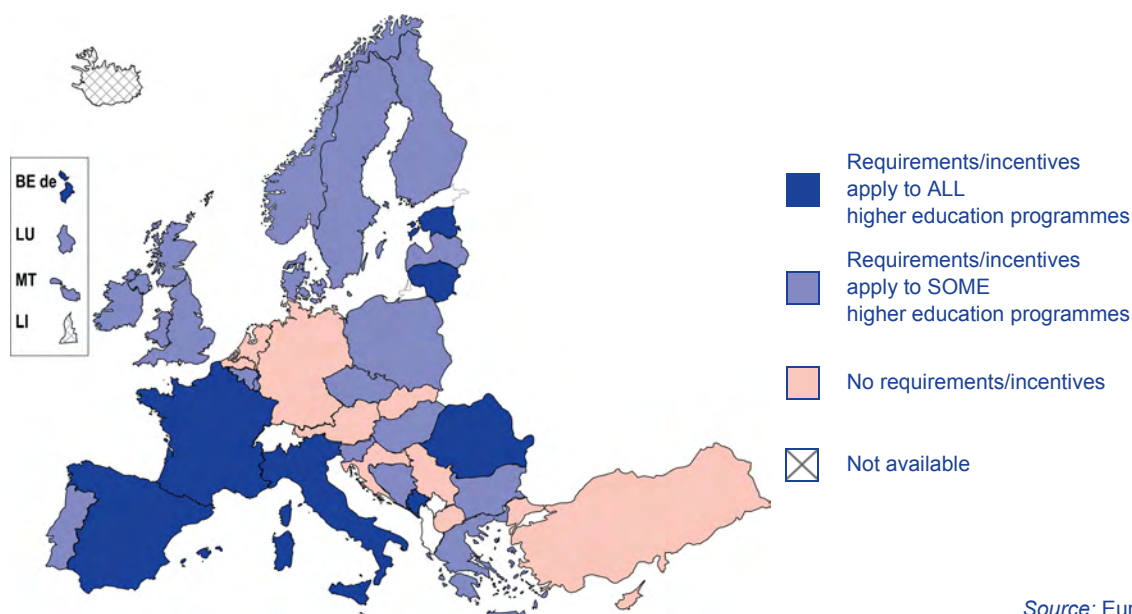 BE de
LU
MT
LI
Requirements/incentives
apply to ALL
higher education programmes
Requirements/incentives
apply to SOME
higher education programmes
No requirements/incentives
Not available
Source: Eur